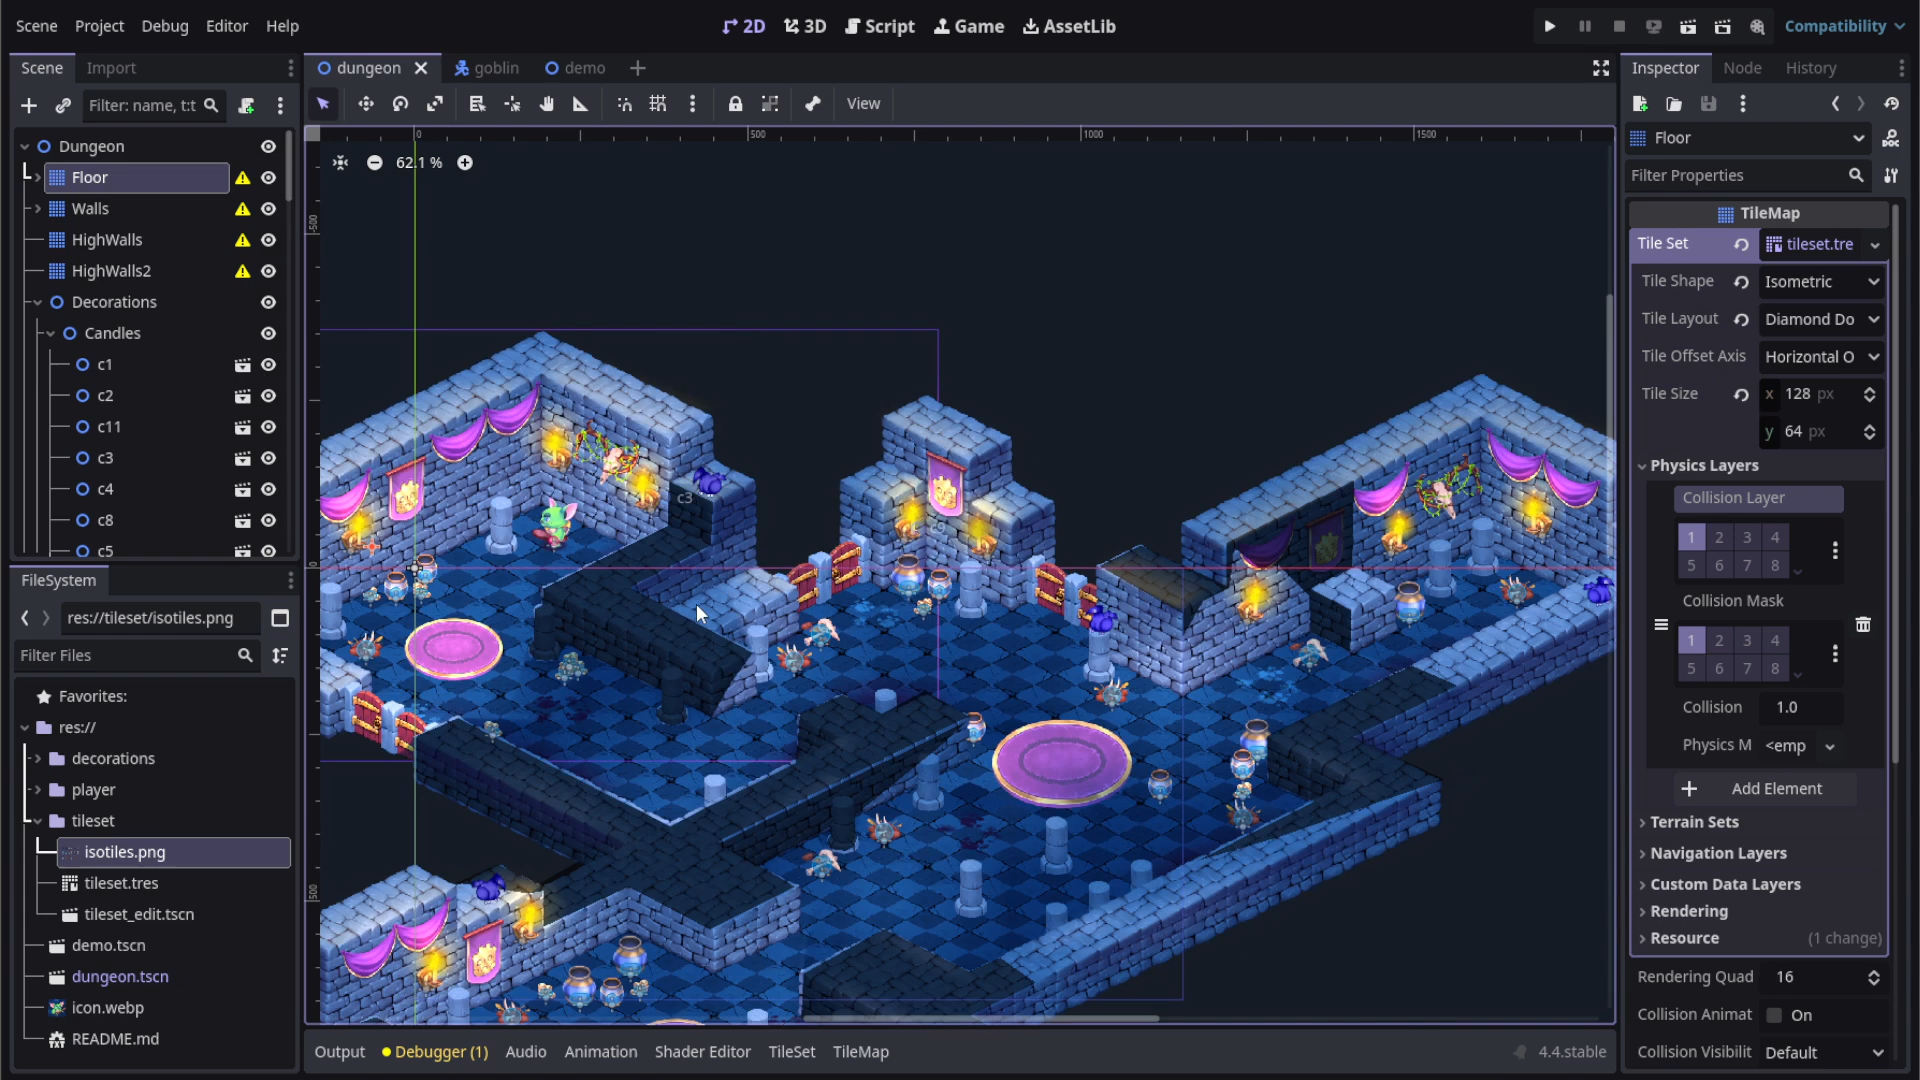 Scene Project Debug Editor Help
2D 3D Script Game AssetLib
Compatibility
Scene Import
Filter: name, t:t
Dungeon
Floor
Walls
HighWalls
HighWalls2
Decorations
Candles
c1
c2
c11
c3
c4
c8
c5
FileSystem
res://tileset/isotiles.png
Filter Files
Favorites:
res://
decorations
player
tileset
isotiles.png
tileset.tres
tileset_edit.tscn
demo.tscn
dungeon.tscn
icon.webp
README.md
dungeon goblin demo
View
0 500 1000 1500
62.1 %
-500
0
500
c3
Output Debugger (1) Audio Animation Shader Editor TileSet TileMap
4.4.stable
Inspector Node History
Floor
DOC
Filter Properties
TileMap
Tile Set tileset.tre
Tile Shape Isometric
Tile Layout Diamond Do
Tile Offset Axis Horizontal O
Tile Size x 128 px
y 64 px
Physics Layers
Collision Layer
1 2 3 4
5 6 7 8
Collision Mask
1 2 3 4
5 6 7 8
Collision 1.0
Physics M <emp
Add Element
Terrain Sets
Navigation Layers
Custom Data Layers
Rendering
Resource (1 change)
Rendering Quad 16
Collision Animat On
Collision Visibilit Default